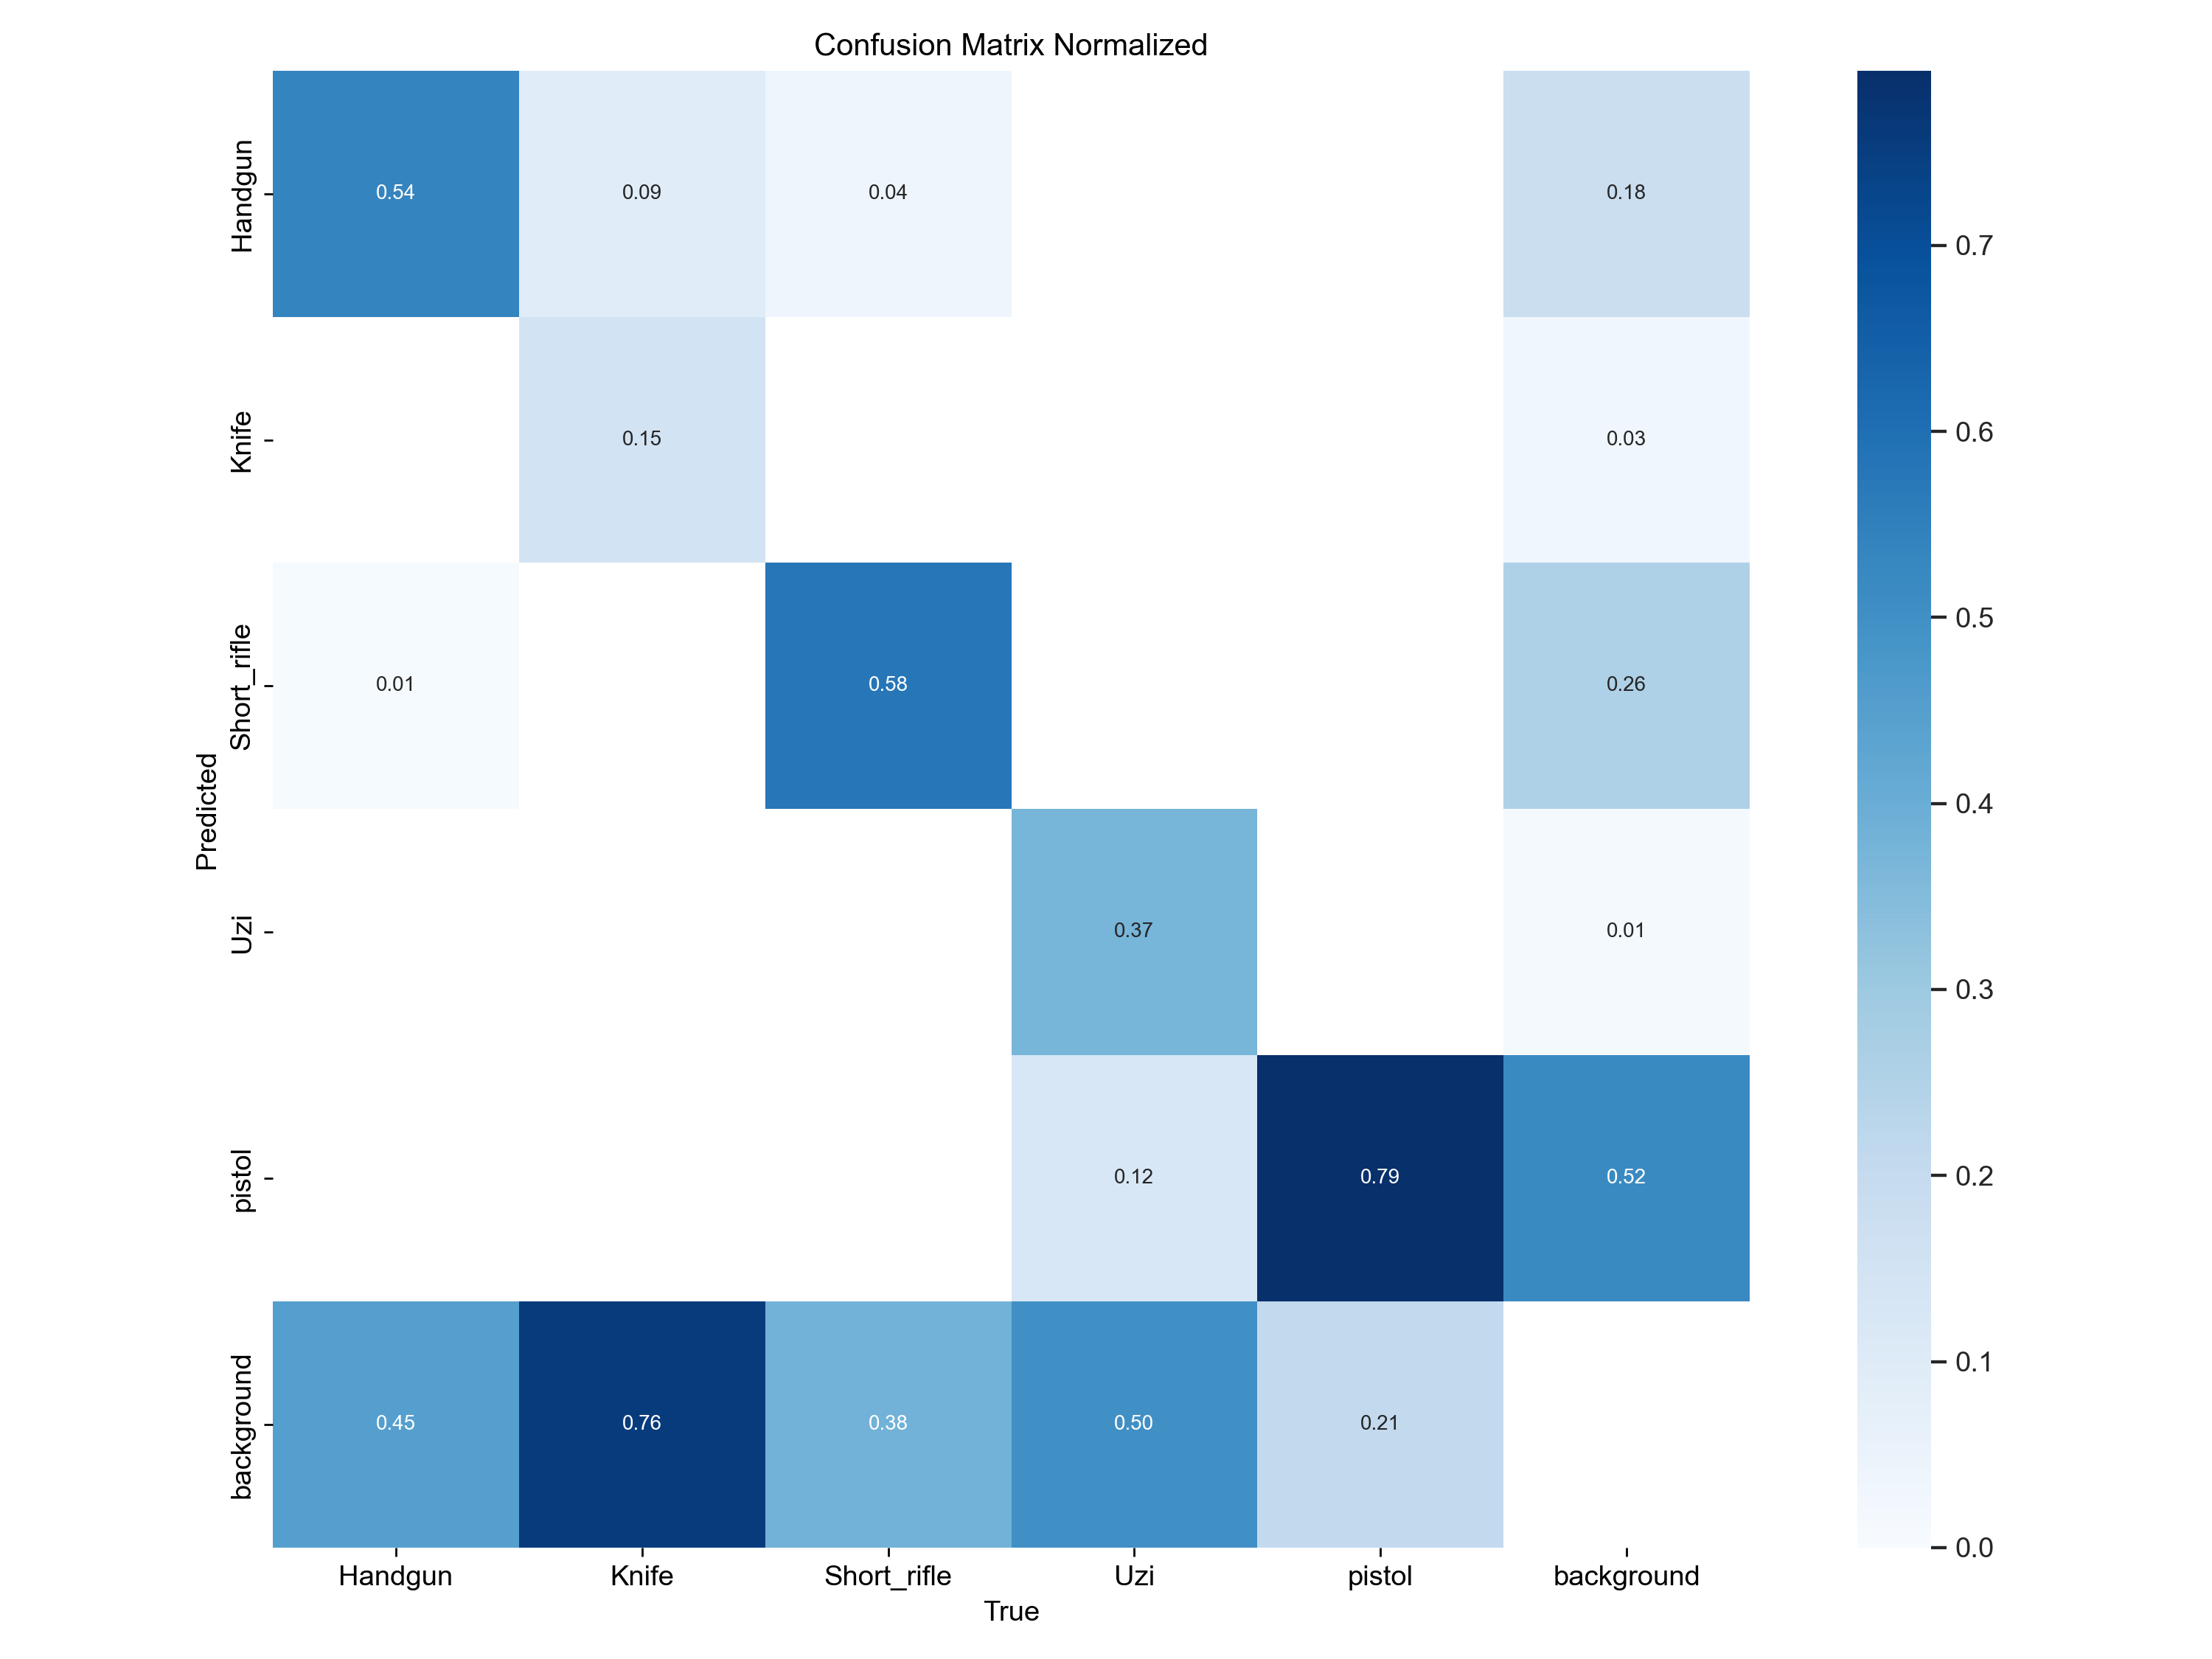 Confusion Matrix Normalized
Handgun
0.54
0.09
0.04
0.18
Knife
0.15
0.03
Short_rifle
0.01
0.58
0.26
Uzi
0.37
0.01
pistol
0.12
0.79
0.52
background
0.45
0.76
0.38
0.50
0.21
Predicted
Handgun
Knife
Short_rifle
Uzi
pistol
background
True
0.7
0.6
0.5
0.4
0.3
0.2
0.1
0.0